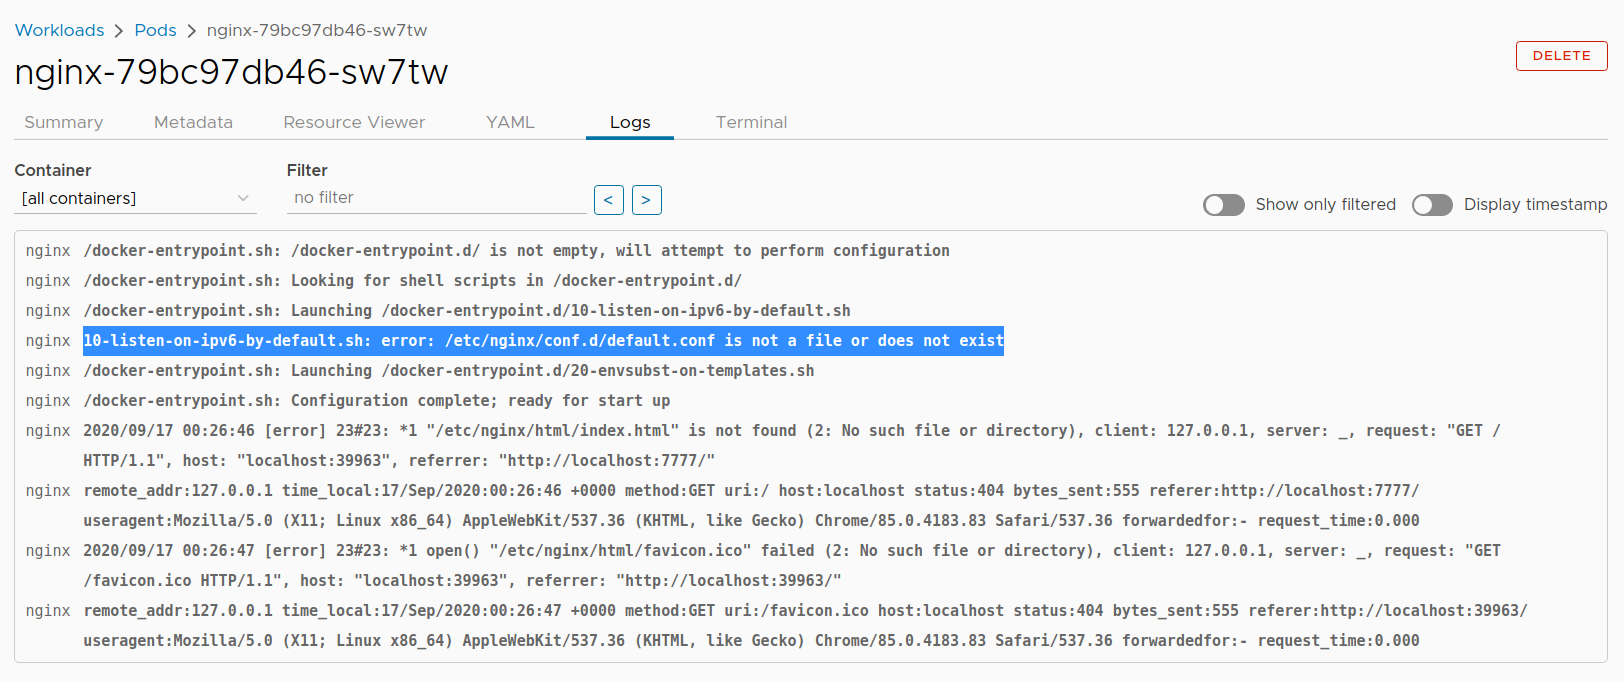 Workloads > Pods > nginx-79bc97db46-sw7tw
nginx-79bc97db46-sw7tw
DELETE
Summary Metadata Resource Viewer YAML Logs Terminal
Container Filter
[all containers] no filter < > Show only filtered Display timestamp
nginx /docker-entrypoint.sh: /docker-entrypoint.d/ is not empty, will attempt to perform configuration
nginx /docker-entrypoint.sh: Looking for shell scripts in /docker-entrypoint.d/
nginx /docker-entrypoint.sh: Launching /docker-entrypoint.d/10-listen-on-ipv6-by-default.sh
nginx 10-listen-on-ipv6-by-default.sh: error: /etc/nginx/conf.d/default.conf is not a file or does not exist
nginx /docker-entrypoint.sh: Launching /docker-entrypoint.d/20-envsubst-on-templates.sh
nginx /docker-entrypoint.sh: Configuration complete; ready for start up
nginx 2020/09/17 00:26:46 [error] 23#23: *1 "/etc/nginx/html/index.html" is not found (2: No such file or directory), client: 127.0.0.1, server: _, request: "GET /
HTTP/1.1", host: "localhost:39963", referrer: "http://localhost:7777/"
nginx remote_addr:127.0.0.1 time_local:17/Sep/2020:00:26:46 +0000 method:GET uri:/ host:localhost status:404 bytes_sent:555 referer:http://localhost:7777/
useragent:Mozilla/5.0 (X11; Linux x86_64) AppleWebKit/537.36 (KHTML, like Gecko) Chrome/85.0.4183.83 Safari/537.36 forwardedfor:- request_time:0.000
nginx 2020/09/17 00:26:47 [error] 23#23: *1 open() "/etc/nginx/html/favicon.ico" failed (2: No such file or directory), client: 127.0.0.1, server: _, request: "GET
/favicon.ico HTTP/1.1", host: "localhost:39963", referrer: "http://localhost:39963/"
nginx remote_addr:127.0.0.1 time_local:17/Sep/2020:00:26:47 +0000 method:GET uri:/favicon.ico host:localhost status:404 bytes_sent:555 referer:http://localhost:39963/
useragent:Mozilla/5.0 (X11; Linux x86_64) AppleWebKit/537.36 (KHTML, like Gecko) Chrome/85.0.4183.83 Safari/537.36 forwardedfor:- request_time:0.000